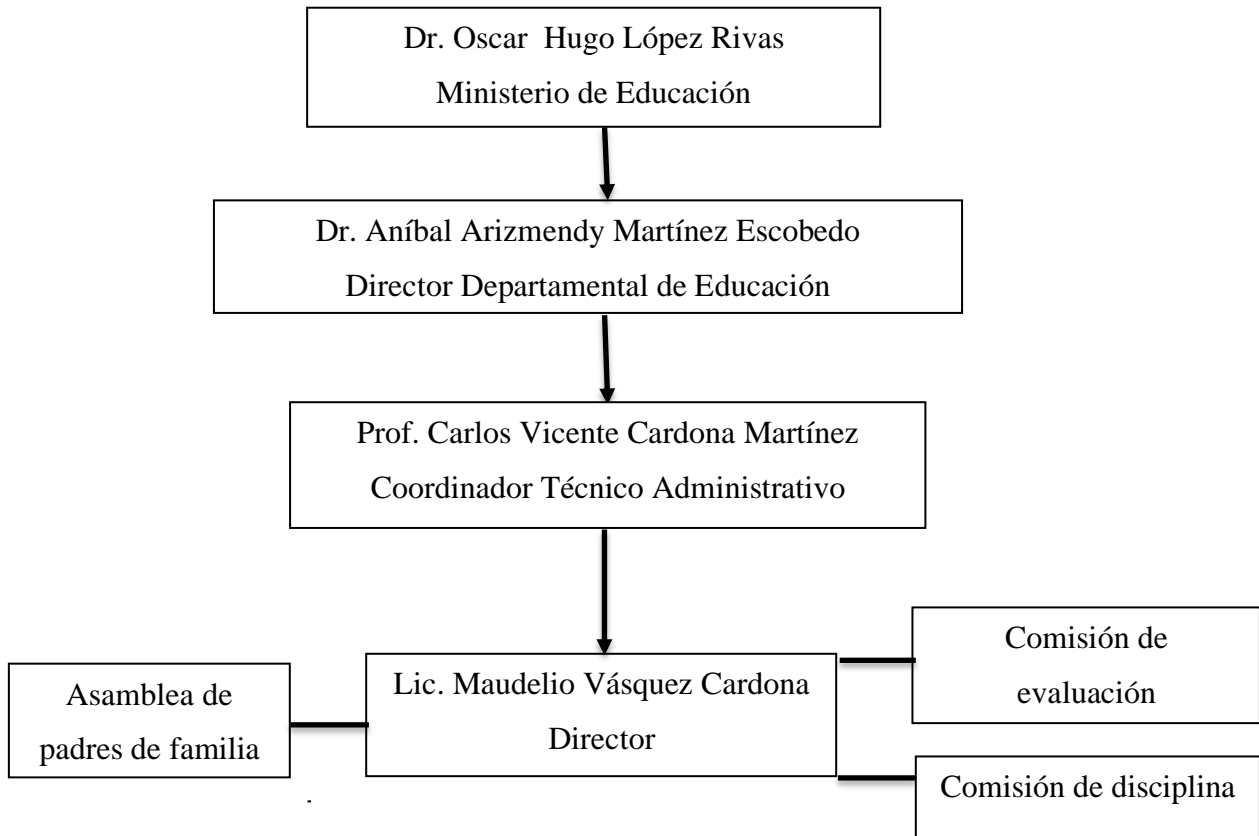 Dr. Oscar  Hugo López Rivas
Ministerio de Educación
Dr. Aníbal Arizmendy Martínez Escobedo
Director Departamental de Educación
Prof. Carlos Vicente Cardona Martínez
Coordinador Técnico Administrativo
Comisión de
evaluación
Lic. Maudelio Vásquez Cardona
Director
Asamblea de
padres de familia
Comisión de disciplina